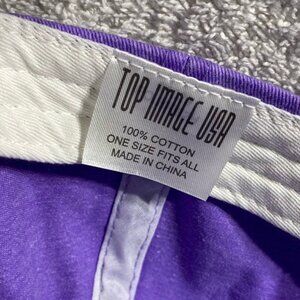 TOP IMAGE USA
100% COTTON
ONE SIZE FITS ALL
MADE IN CHINA